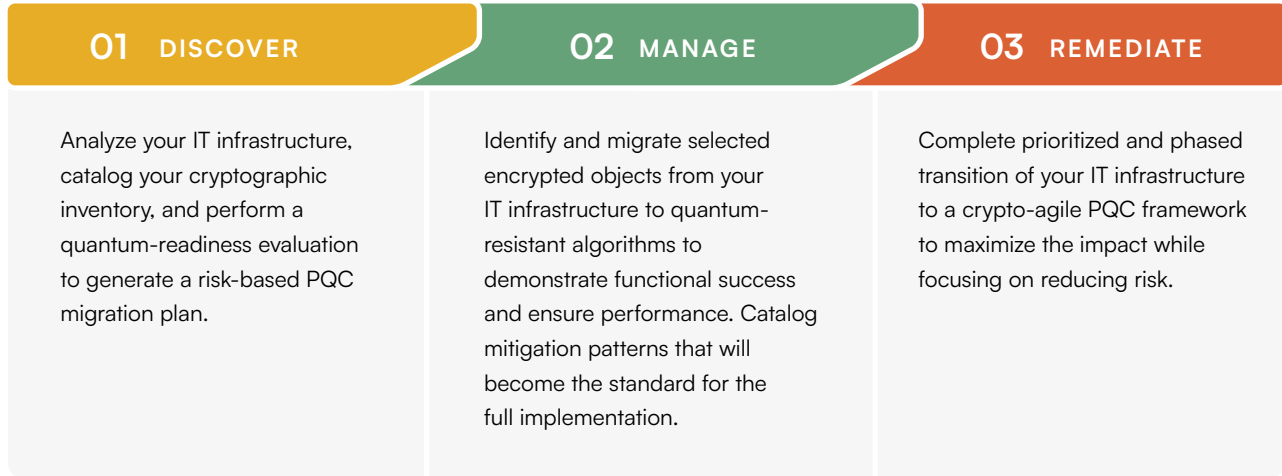 01 DISCOVER
Analyze your IT infrastructure,
catalog your cryptographic
inventory, and perform a
quantum-readiness evaluation
to generate a risk-based PQC
migration plan.
02 MANAGE
Identify and migrate selected
encrypted objects from your
IT infrastructure to quantum-
resistant algorithms to
demonstrate functional success
and ensure performance. Catalog
mitigation patterns that will
become the standard for the
full implementation.
03 REMEDIATE
Complete prioritized and phased
transition of your IT infrastructure
to a crypto-agile PQC framework
to maximize the impact while
focusing on reducing risk.